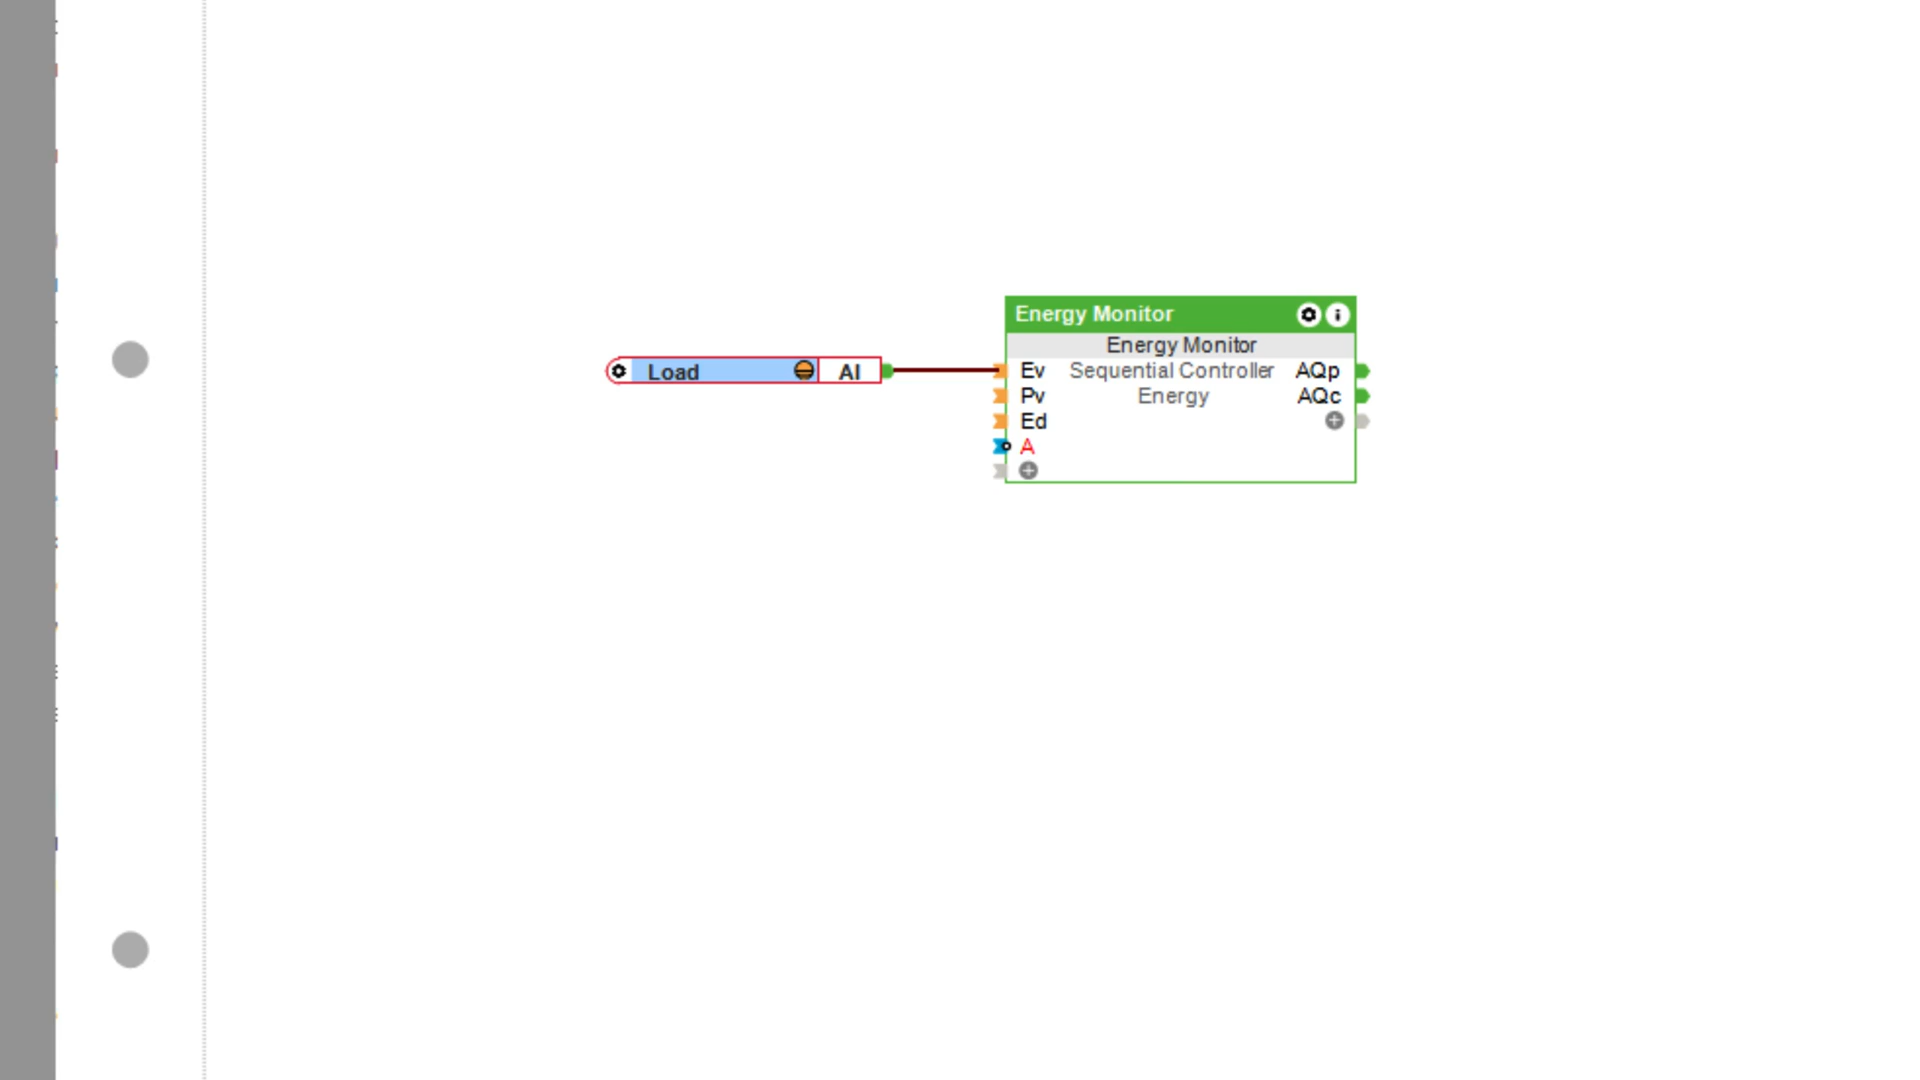 Energy Monitor
Energy Monitor
Load AI
Ev Sequential Controller AQp
Pv Energy AQc
Ed
A